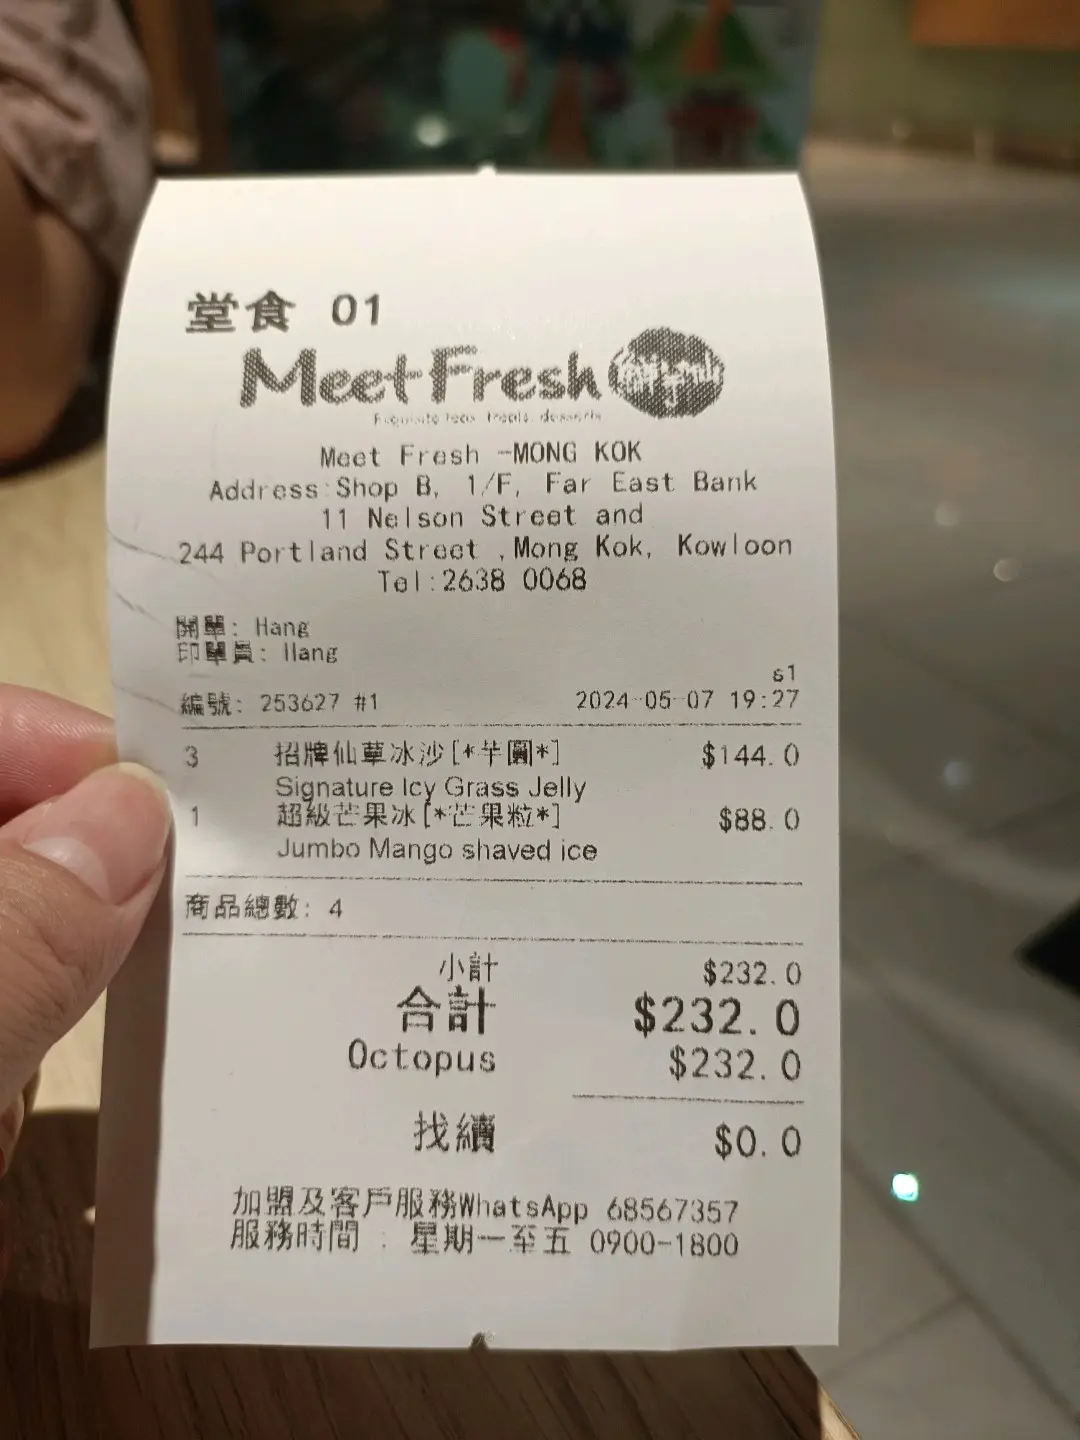 堂食 01
Meet Fresh
Exquisite teas, treats, desserts
Meet Fresh -MONG KOK
Address:Shop B, 1/F, Far East Bank
11 Nelson Street and
244 Portland Street ,Mong Kok, Kowloon
Tel:2638 0068
開單: Hang
印單員: Hang
s1
編號: 253627 #1 2024-05-07 19:27
3 招牌仙草冰沙[*芋圓*] $144.0
Signature Icy Grass Jelly
1 超級芒果冰[*芒果粒*] $88.0
Jumbo Mango shaved ice
商品總數: 4
小計 $232.0
合計 $232.0
Octopus $232.0
找續 $0.0
加盟及客戶服務WhatsApp 68567357
服務時間 : 星期一至五 0900-1800